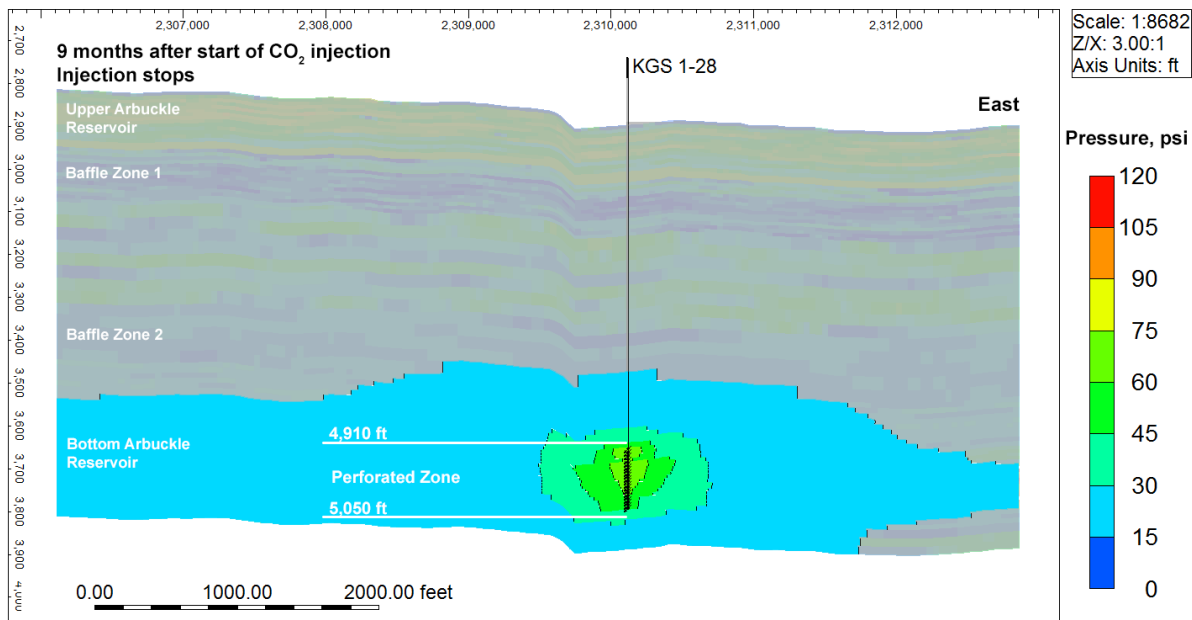 2,307,000 2,308,000 2,309,000 2,310,000 2,311,000 2,312,000
Scale: 1:8682
Z/X: 3.00:1
Axis Units: ft
9 months after start of CO₂ injection
Injection stops
KGS 1-28
East
Upper Arbuckle
Reservoir
Baffle Zone 1
Baffle Zone 2
Bottom Arbuckle
Reservoir
4,910 ft
Perforated Zone
5,050 ft
2,700
2,800
2,900
3,000
3,100
3,200
3,300
3,400
3,500
3,600
3,700
3,800
3,900
4,000
Pressure, psi
120
105
90
75
60
45
30
15
0
0.00 1000.00 2000.00 feet